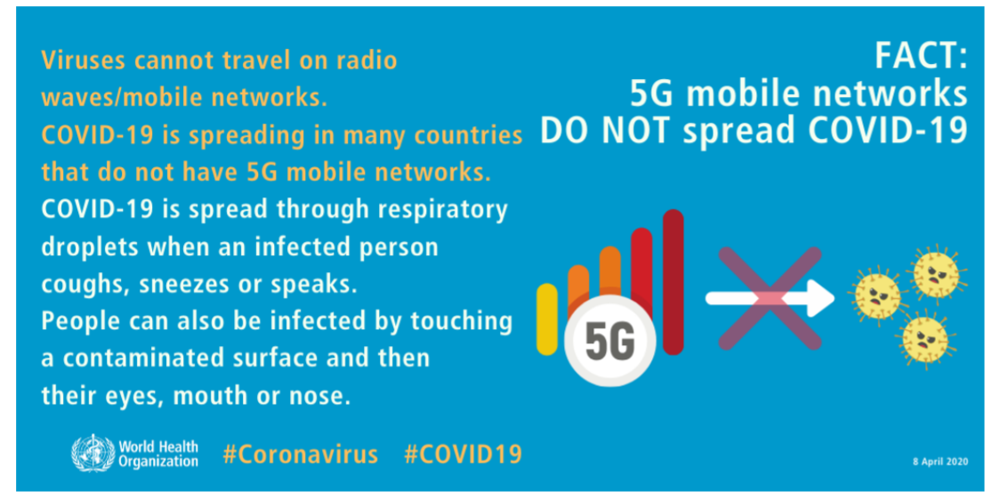 Viruses cannot travel on radio
waves/mobile networks.
COVID-19 is spreading in many countries
that do not have 5G mobile networks.
COVID-19 is spread through respiratory
droplets when an infected person
coughs, sneezes or speaks.
People can also be infected by touching
a contaminated surface and then
their eyes, mouth or nose.
FACT:
5G mobile networks
DO NOT spread COVID-19
5G
World Health
Organization
#Coronavirus #COVID19
8 April 2020